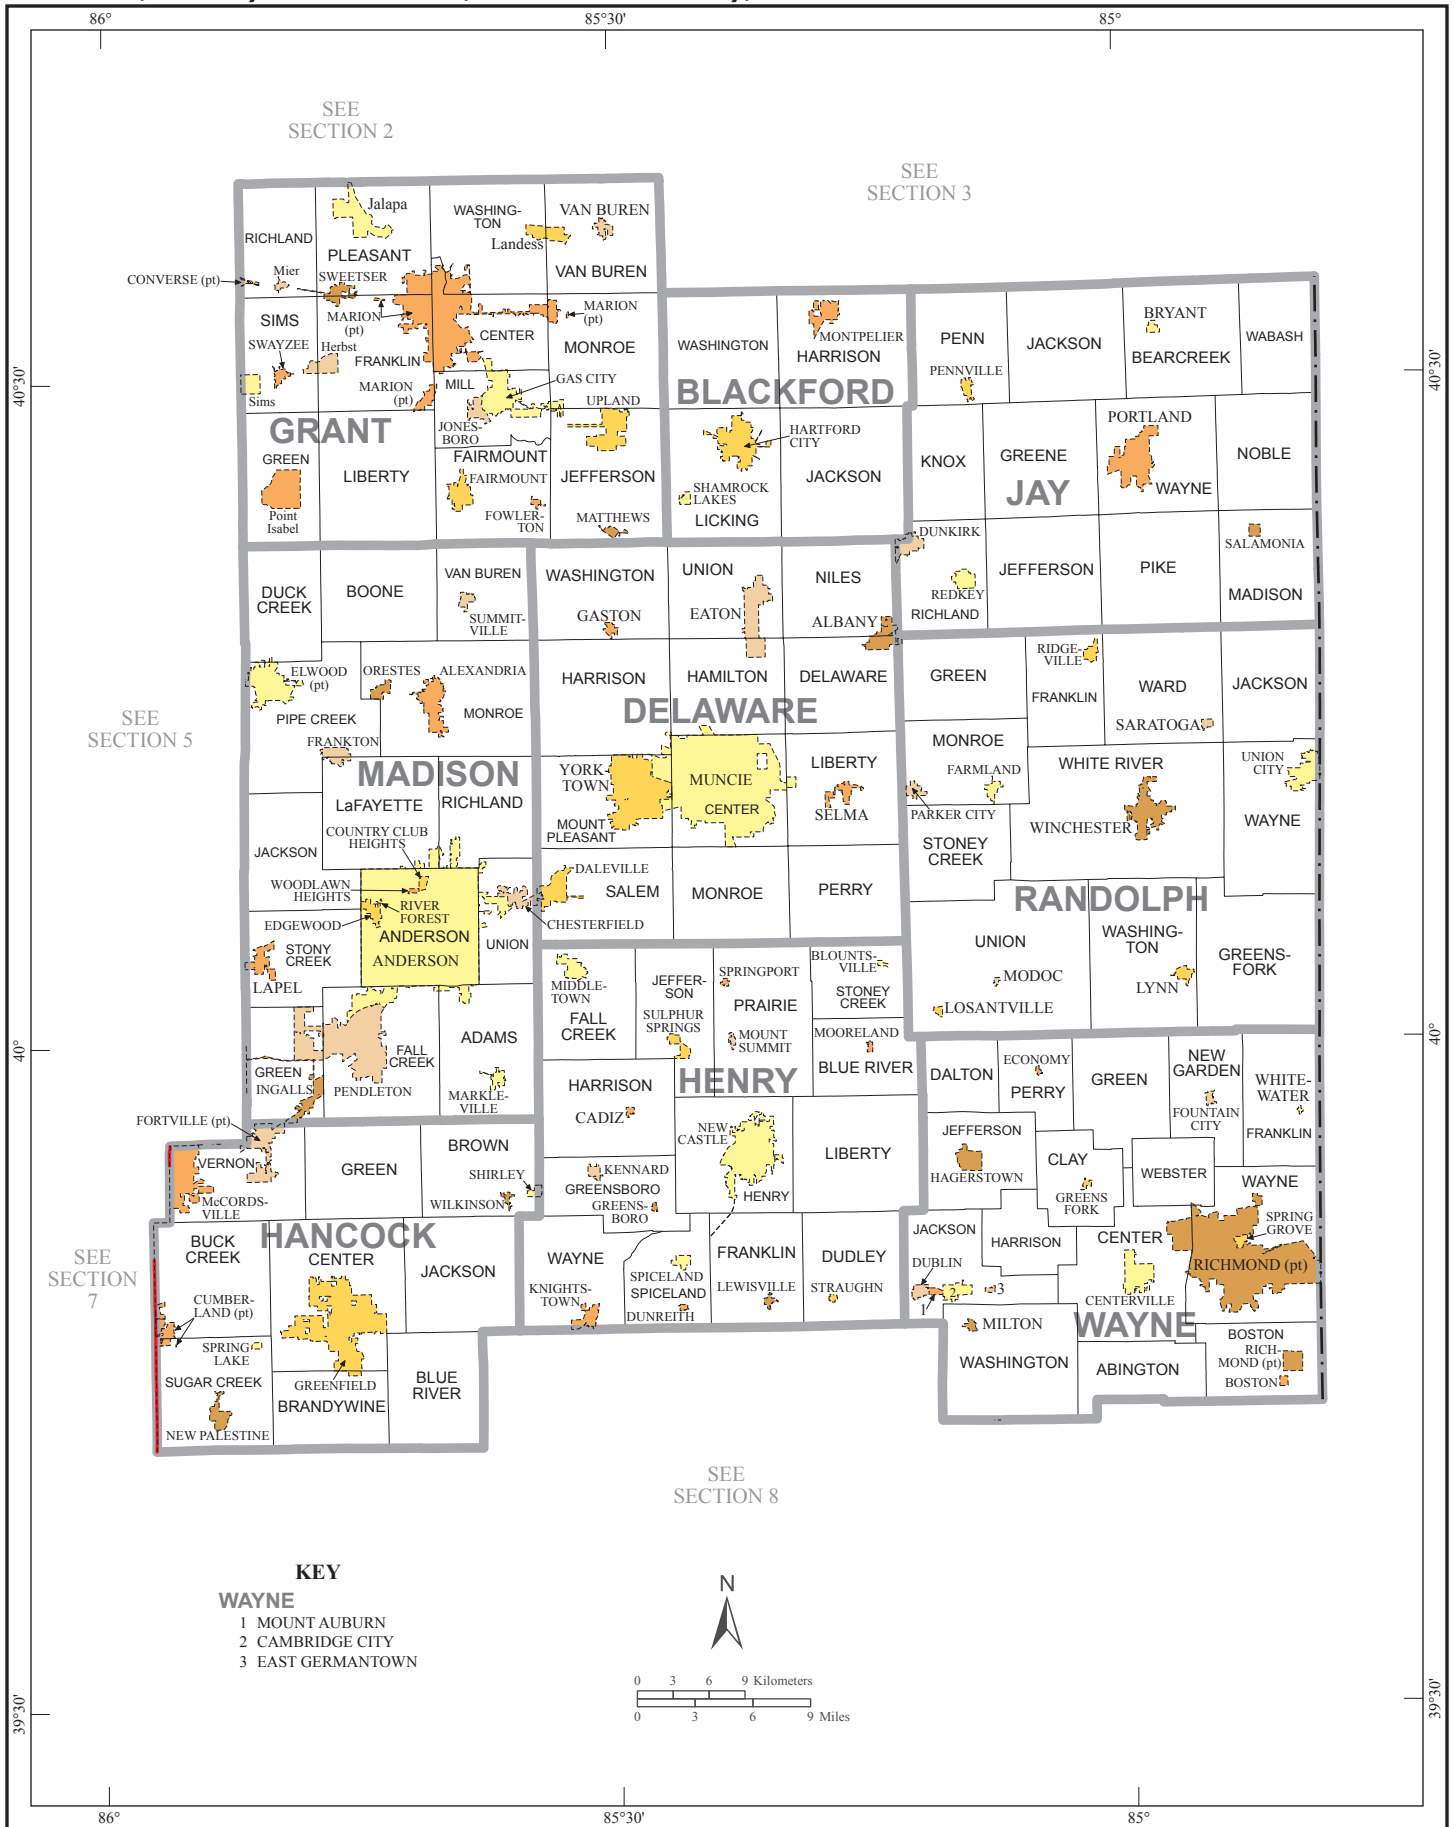 86°
85°30'
85°
SEE
SECTION 2
SEE
SECTION 3
Jalapa
WASHING-
TON
VAN BUREN
RICHLAND
Landess
PLEASANT
VAN BUREN
CONVERSE (pt)
Mier
SWEETSER
SIMS
MARION
(pt)
MARION
(pt)
CENTER
MONROE
SWAYZEE
Herbst
FRANKLIN
MARION
(pt)
MILL
GAS CITY
Sims
UPLAND
JONES-
BORO
GRANT
GREEN
LIBERTY
FAIRMOUNT
FAIRMOUNT
JEFFERSON
FOWLER-
TON
MATTHEWS
Point
Isabel
WASHINGTON
MONTPELIER
HARRISON
BLACKFORD
HARTFORD
CITY
JACKSON
SHAMROCK
LAKES
LICKING
PENN
JACKSON
BRYANT
BEARCREEK
WABASH
PENNVILLE
PORTLAND
KNOX
GREENE
JAY
WAYNE
NOBLE
DUNKIRK
SALAMONIA
JEFFERSON
PIKE
REDKEY
RICHLAND
MADISON
40°30'
40°30'
DUCK
CREEK
BOONE
VAN BUREN
SUMMIT-
VILLE
ELWOOD
(pt)
ORESTES
ALEXANDRIA
PIPE CREEK
MONROE
FRANKTON
MADISON
LaFAYETTE
RICHLAND
COUNTRY CLUB
HEIGHTS
JACKSON
WOODLAWN
HEIGHTS
RIVER
FOREST
EDGEWOOD
ANDERSON
ANDERSON
UNION
CHESTERFIELD
STONY
CREEK
LAPEL
ADAMS
FALL
CREEK
GREEN
INGALLS
PENDLETON
MARKLE-
VILLE
SEE
SECTION 5
WASHINGTON
UNION
NILES
GASTON
EATON
ALBANY
HARRISON
HAMILTON
DELAWARE
DELAWARE
YORK-
TOWN
MUNCIE
CENTER
LIBERTY
SELMA
MOUNT
PLEASANT
DALEVILLE
SALEM
MONROE
PERRY
GREEN
RIDGE-
VILLE
FRANKLIN
WARD
JACKSON
SARATOGA
MONROE
FARMLAND
WHITE RIVER
UNION
CITY
PARKER CITY
WINCHESTER
STONEY
CREEK
WAYNE
RANDOLPH
UNION
WASHING-
TON
GREENS-
FORK
MODOC
LYNN
LOSANTVILLE
MIDDLE-
TOWN
FALL
CREEK
JEFFER-
SON
SULPHUR
SPRINGS
SPRINGPORT
PRAIRIE
BLOUNTS-
VILLE
STONEY
CREEK
MOUNT
SUMMIT
MOORELAND
BLUE RIVER
HARRISON
HENRY
CADIZ
NEW
CASTLE
LIBERTY
KENNARD
GREENSBORO
GREENS-
BORO
HENRY
WAYNE
SPICELAND
SPICELAND
FRANKLIN
DUDLEY
KNIGHTS-
TOWN
DUNREITH
LEWISVILLE
STRAUGHN
40°
40°
DALTON
ECONOMY
PERRY
GREEN
NEW
GARDEN
WHITE-
WATER
FOUNTAIN
CITY
FRANKLIN
JEFFERSON
HAGERSTOWN
CLAY
GREENS
FORK
WEBSTER
WAYNE
SPRING
GROVE
JACKSON
HARRISON
CENTER
RICHMOND (pt)
DUBLIN
1
2
3
CENTERVILLE
MILTON
WAYNE
WASHINGTON
ABINGTON
BOSTON
RICH-
MOND (pt)
BOSTON
FORTVILLE (pt)
VERNON
GREEN
BROWN
SHIRLEY
WILKINSON
McCORDS-
VILLE
HANCOCK
BUCK
CREEK
CENTER
JACKSON
CUMBER-
LAND (pt)
SPRING
LAKE
SUGAR CREEK
GREENFIELD
BRANDYWINE
BLUE
RIVER
NEW PALESTINE
SEE
SECTION
7
SEE
SECTION 8
KEY
WAYNE
1 MOUNT AUBURN
2 CAMBRIDGE CITY
3 EAST GERMANTOWN
N
0 3 6 9 Kilometers
0 3 6 9 Miles
39°30'
39°30'
86°
85°30'
85°